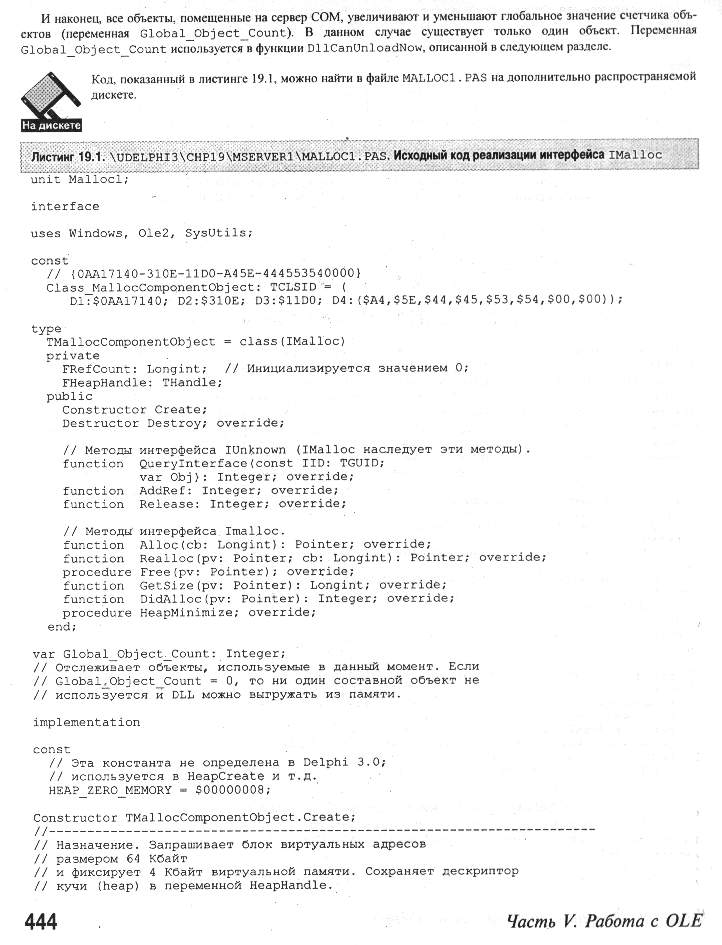 И наконец, все объекты, помещенные на сервер COM, увеличивают и уменьшают глобальное значение счетчика объ-
ектов (переменная Global_Object_Count). В данном случае существует только один объект. Переменная
Global_Object_Count используется в функции DllCanUnloadNow, описанной в следующем разделе.
Код, показанный в листинге 19.1, можно найти в файле MALLOC1.PAS на дополнительно распространяемой
дискете.
На дискете
Листинг 19.1. \UDELPHI3\CHP19\MSERVER1\MALLOC1.PAS. Исходный код реализации интерфейса IMalloc
unit Malloc1;
interface
uses Windows, Ole2, SysUtils;
const
// {0AA17140-310E-11D0-A45E-444553540000}
Class_MallocComponentObject: TCLSID = (
D1:$0AA17140; D2:$310E; D3:$11D0; D4:($A4,$5E,$44,$45,$53,$54,$00,$00));
type
TMallocComponentObject = class(IMalloc)
private
FRefCount: Longint; // Инициализируется значением 0;
FHeapHandle: THandle;
public
Constructor Create;
Destructor Destroy; override;
// Методы интерфейса IUnknown (IMalloc наследует эти методы).
function QueryInterface(const IID: TGUID;
var Obj): Integer; override;
function AddRef: Integer; override;
function Release: Integer; override;
// Методы интерфейса Imalloc.
function Alloc(cb: Longint): Pointer; override;
function Realloc(pv: Pointer; cb: Longint): Pointer; override;
procedure Free(pv: Pointer); override;
function GetSize(pv: Pointer): Longint; override;
function DidAlloc(pv: Pointer): Integer; override;
procedure HeapMinimize; override;
end;
var Global_Object_Count: Integer;
// Отслеживает объекты, используемые в данный момент. Если
// Global_Object_Count = 0, то ни один составной объект не
// используется и DLL можно выгружать из памяти.
implementation
const
// Эта константа не определена в Delphi 3.0;
// используется в HeapCreate и т.д.
HEAP_ZERO_MEMORY = $00000008;
Constructor TMallocComponentObject.Create;
//-----------------------------------------------------------------------
// Назначение. Запрашивает блок виртуальных адресов
// размером 64 Кбайт
// и фиксирует 4 Кбайт виртуальной памяти. Сохраняет дескриптор
// кучи (heap) в переменной HeapHandle.
444
Часть V. Работа с OLE